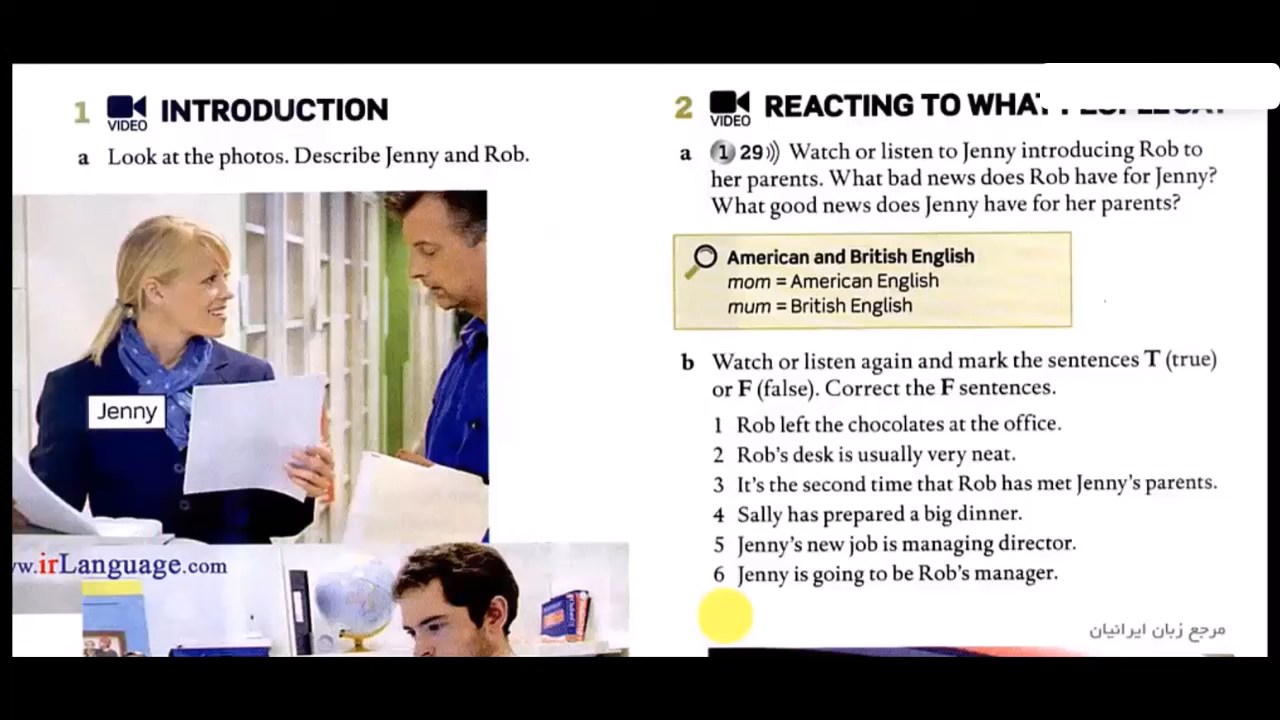 1 VIDEO INTRODUCTION
a Look at the photos. Describe Jenny and Rob.
Jenny
irLanguage.com
2 VIDEO REACTING TO
a 1 29 Watch or listen to Jenny introducing Rob to
her parents. What bad news does Rob have for Jenny?
What good news does Jenny have for her parents?
American and British English
mom = American English
mum = British English
b Watch or listen again and mark the sentences T (true)
or F (false). Correct the F sentences.
1 Rob left the chocolates at the office.
2 Rob's desk is usually very neat.
3 It's the second time that Rob has met Jenny's parents.
4 Sally has prepared a big dinner.
5 Jenny's new job is managing director.
6 Jenny is going to be Rob's manager.
مرجع زبان ایرانیان